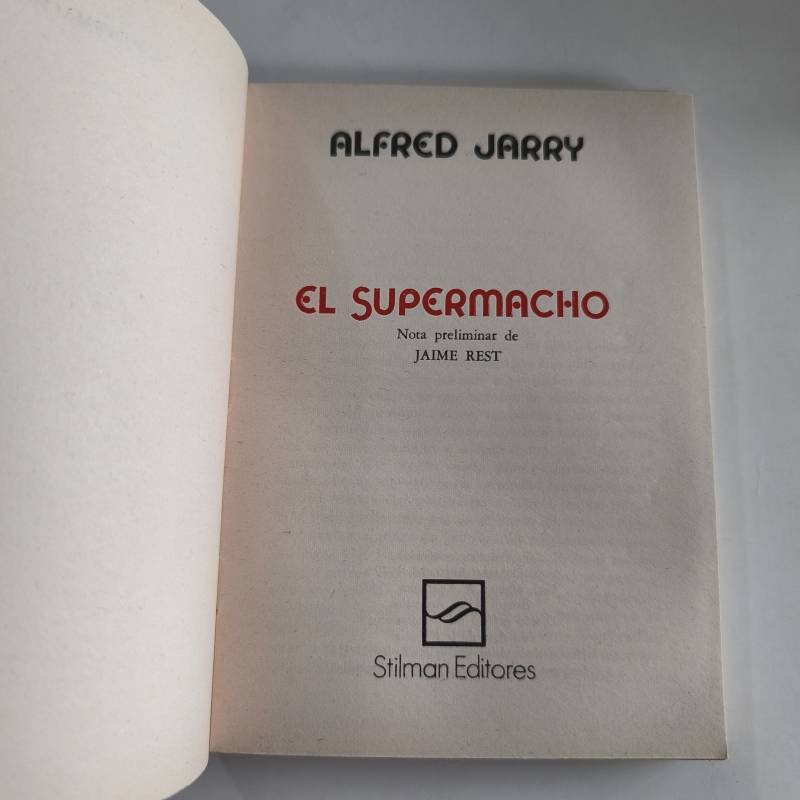 ALFRED JARRY
EL SUPERMACHO
Nota preliminar de
JAIME REST
Stilman Editores